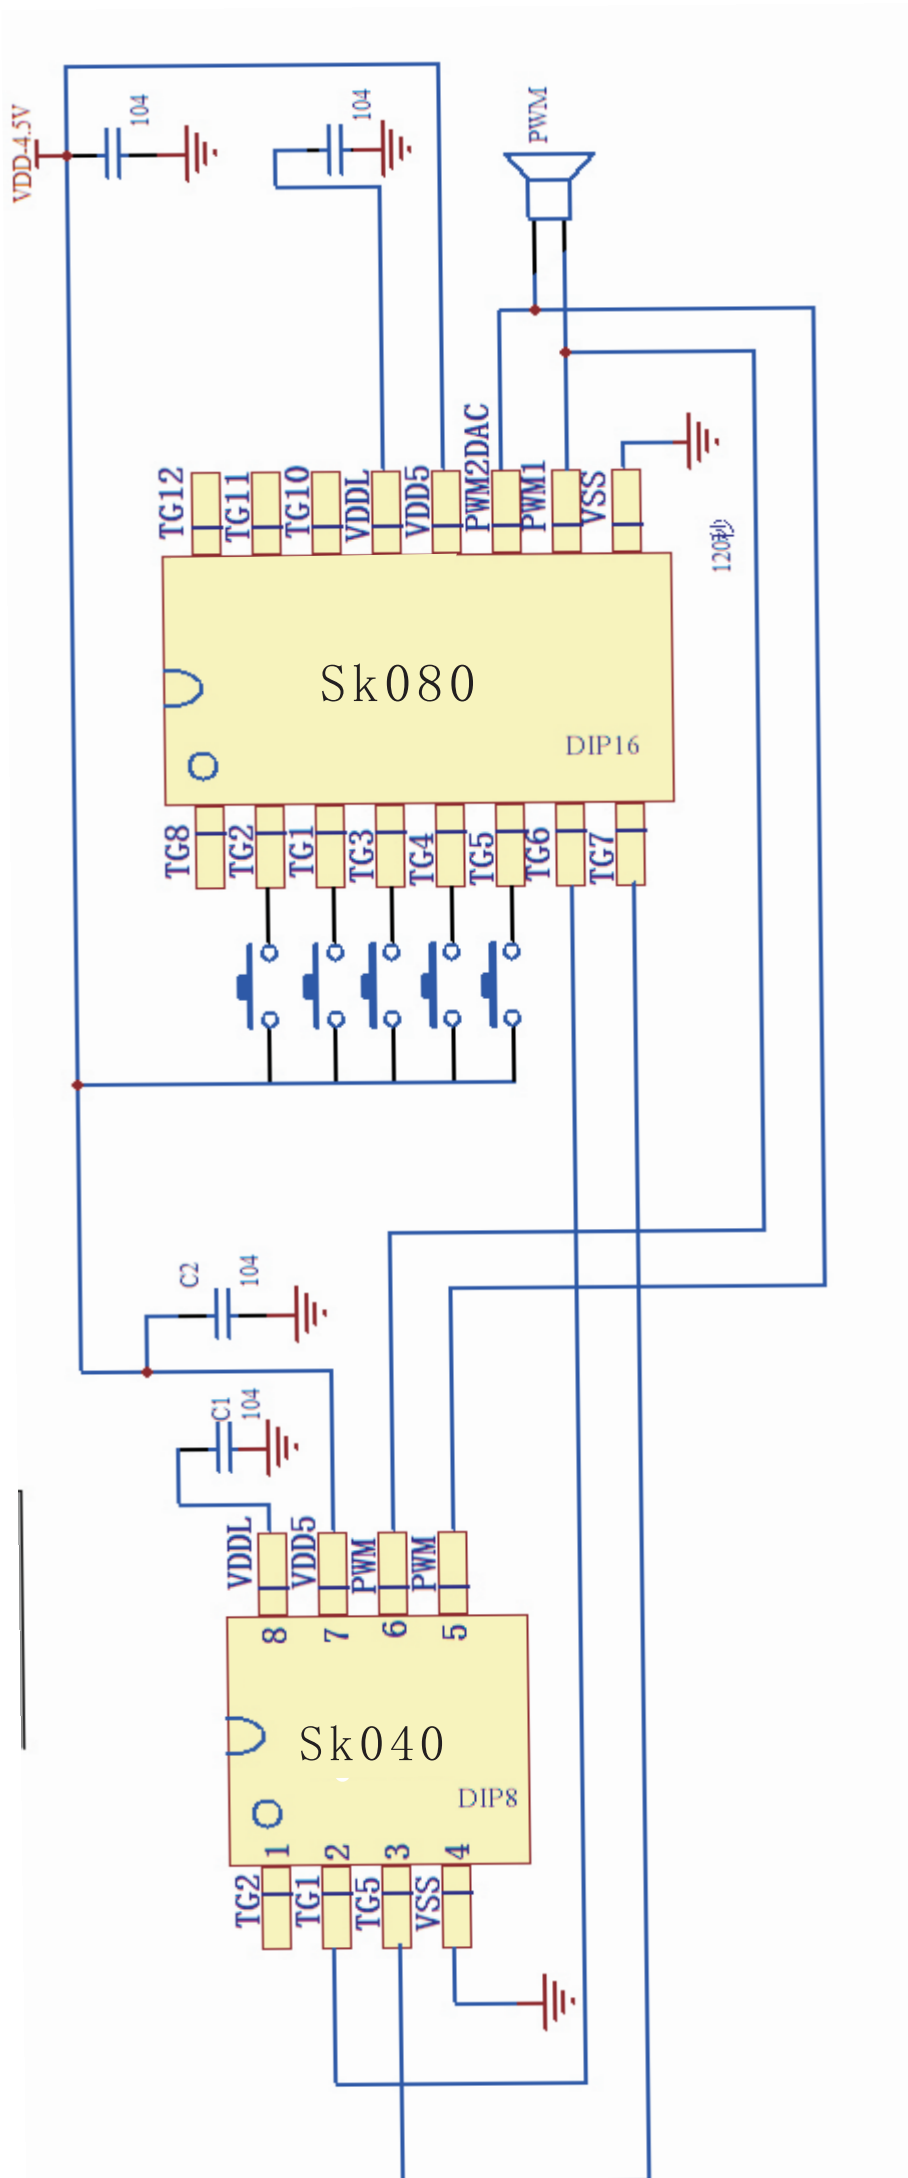 VDD-4.5V
104
104
PWM
TG12
TG11
TG10
VDDL
VDD5
PWM2DAC
PWM1
VSS
120秒
Sk080
DIP16
TG8
TG2
TG1
TG3
TG4
TG5
TG6
TG7
C2
104
C1
104
VDDL
VDD5
PWM
PWM
8
7
6
5
Sk040
DIP8
1
2
3
4
TG2
TG1
TG5
VSS